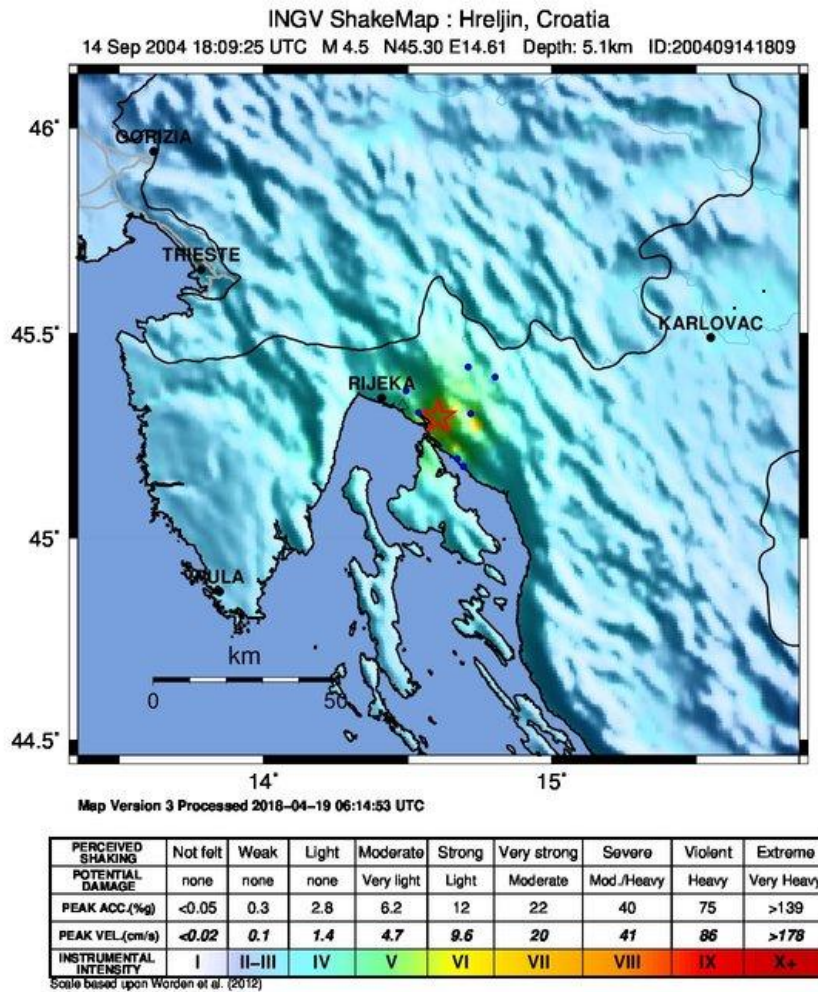 INGV ShakeMap : Hreljin, Croatia
14 Sep 2004 18:09:25 UTC M 4.5 N45.30 E14.61 Depth: 5.1km ID:200409141809
46°
GORIZIA
TRIESTE
45.5°
KARLOVAC
RIJEKA
45°
PULA
km
0 50
44.5°
14° 15°
Map Version 3 Processed 2018-04-19 06:14:53 UTC
PERCEIVED SHAKING Not felt Weak Light Moderate Strong Very strong Severe Violent Extreme
POTENTIAL DAMAGE none none none Very light Light Moderate Mod./Heavy Heavy Very Heavy
PEAK ACC.(%g) <0.05 0.3 2.8 6.2 12 22 40 75 >139
PEAK VEL.(cm/s) <0.02 0.1 1.4 4.7 9.6 20 41 86 >178
INSTRUMENTAL INTENSITY I II-III IV V VI VII VIII IX X+
Scale based upon Worden et al. (2012)